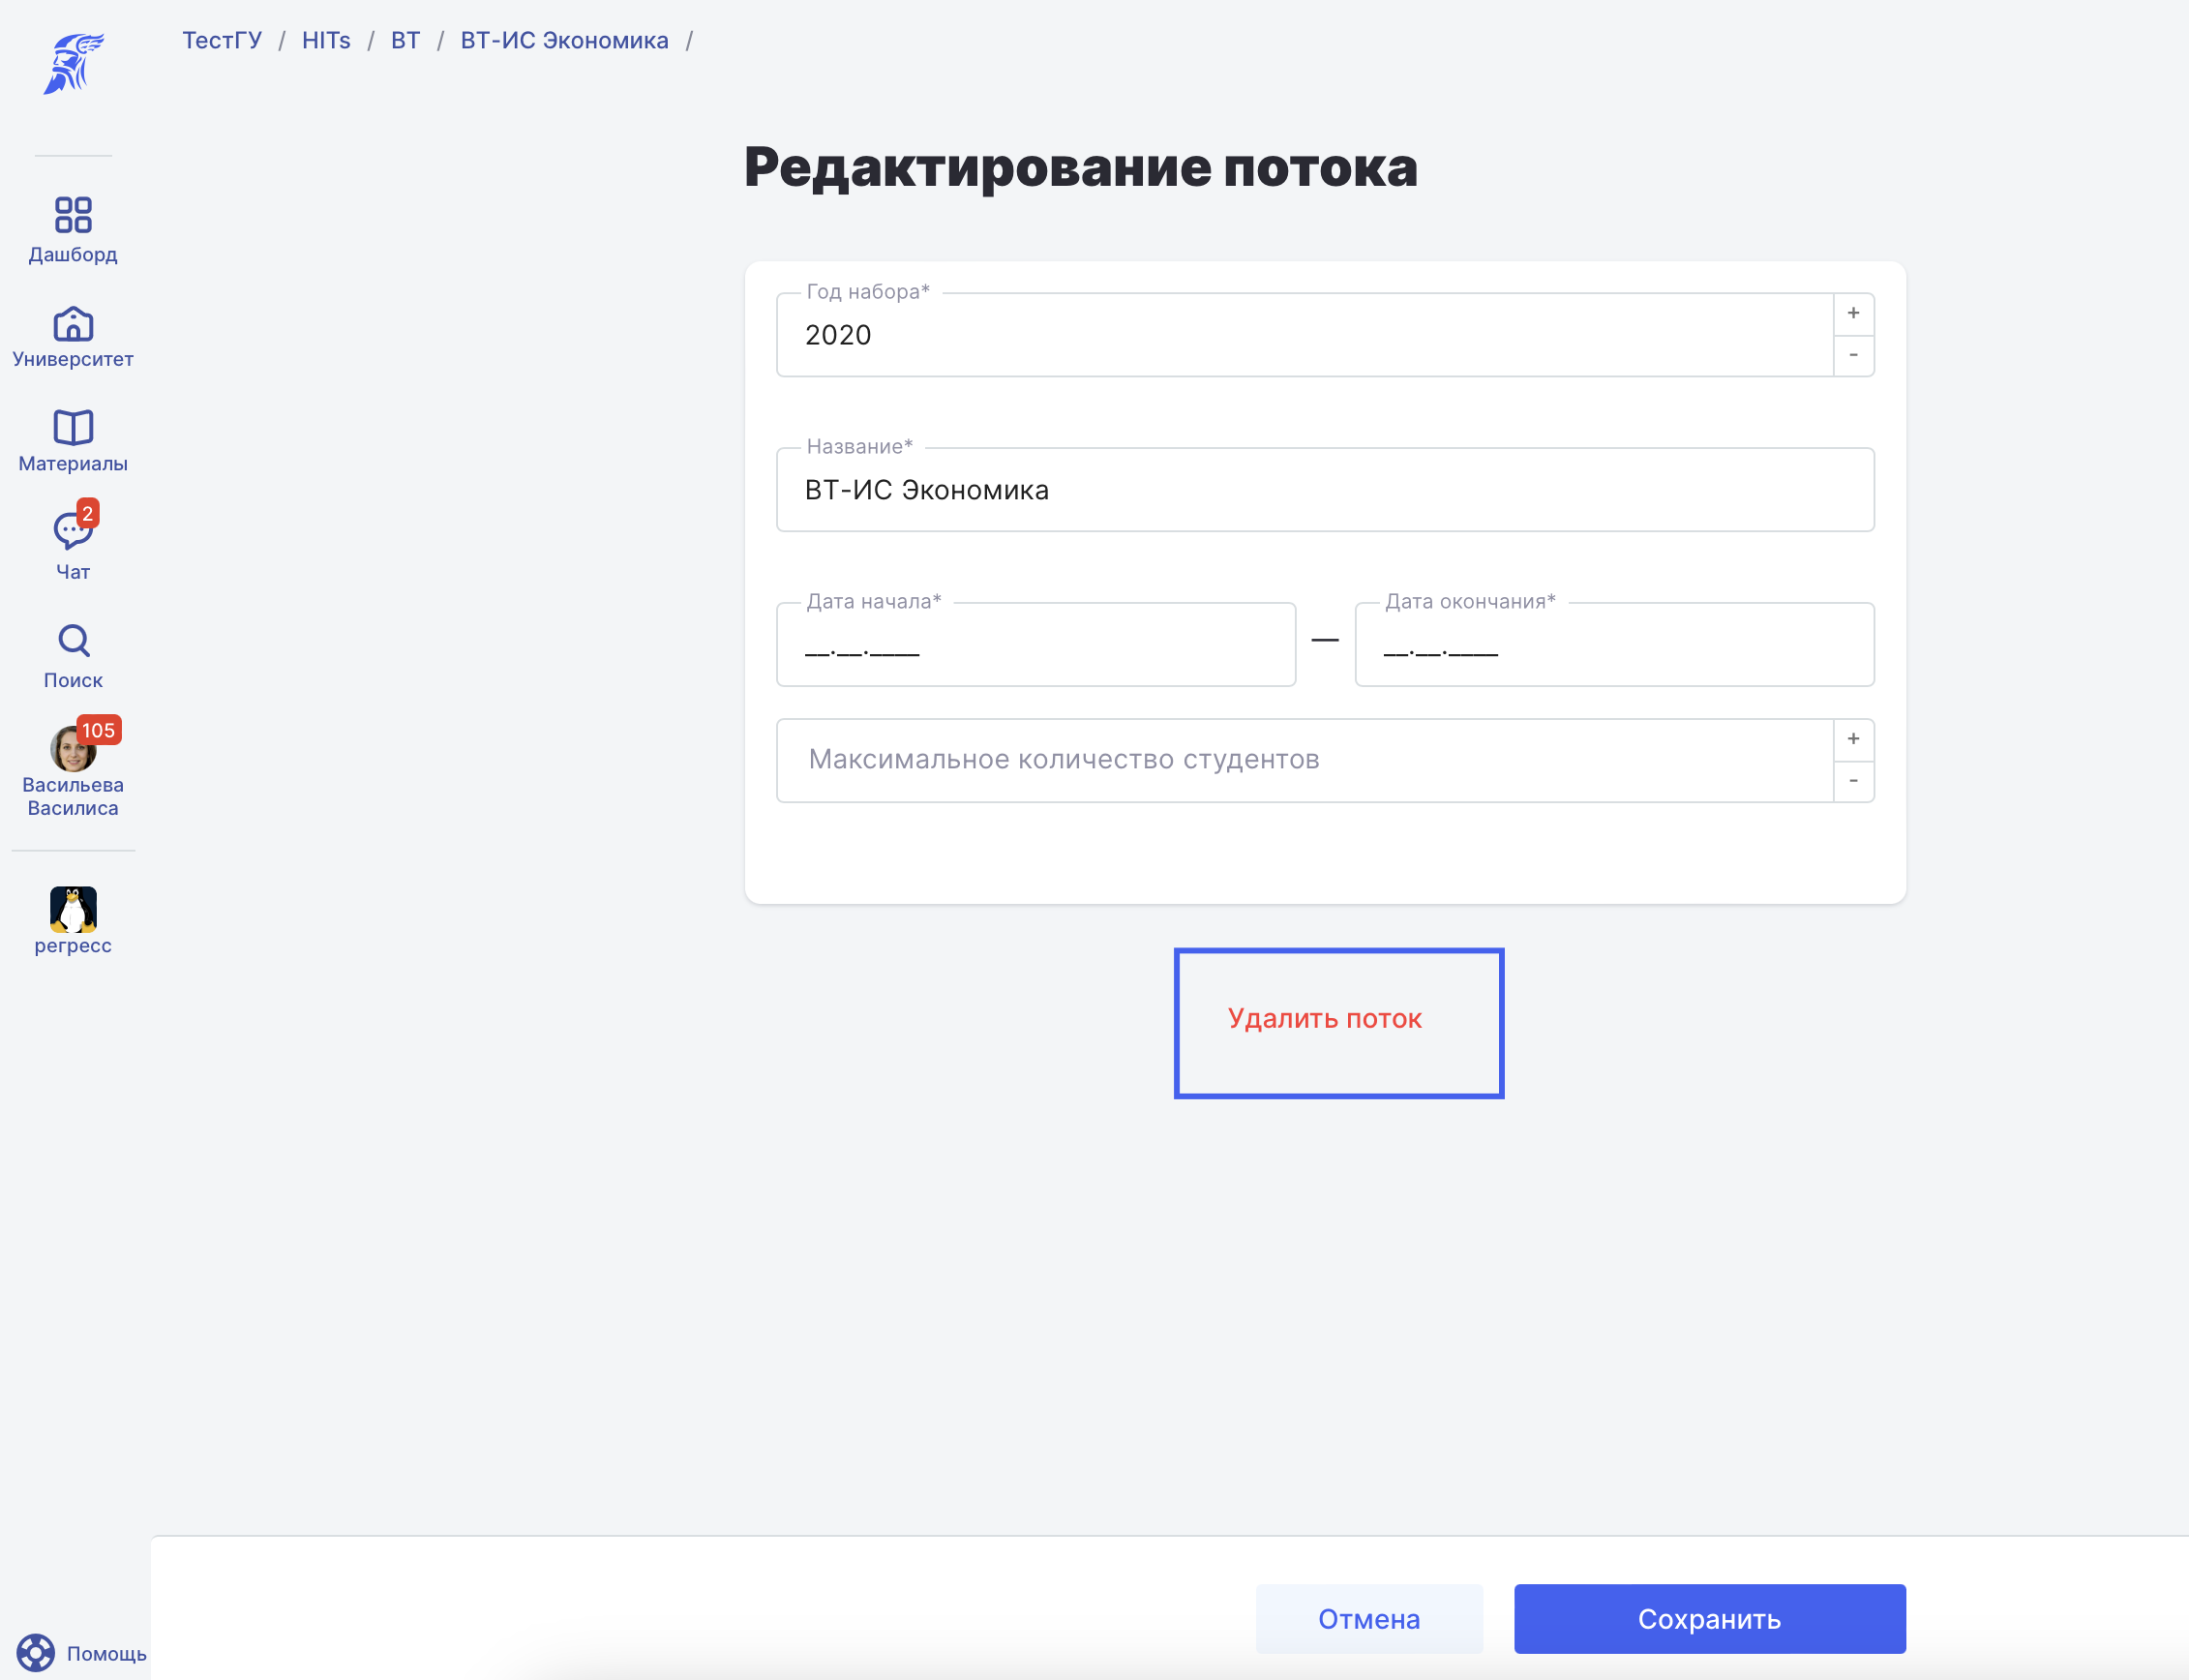 ТестГУ / HITs / ВТ / ВТ-ИС Экономика /
Дашборд
Университет
Материалы
2
Чат
Поиск
105
Васильева
Василиса
регресс
Помощь
Редактирование потока
Год набора*
2020
+
-
Название*
ВТ-ИС Экономика
Дата начала*
__.__.____
—
Дата окончания*
__.__.____
Максимальное количество студентов
+
-
Удалить поток
Отмена
Сохранить